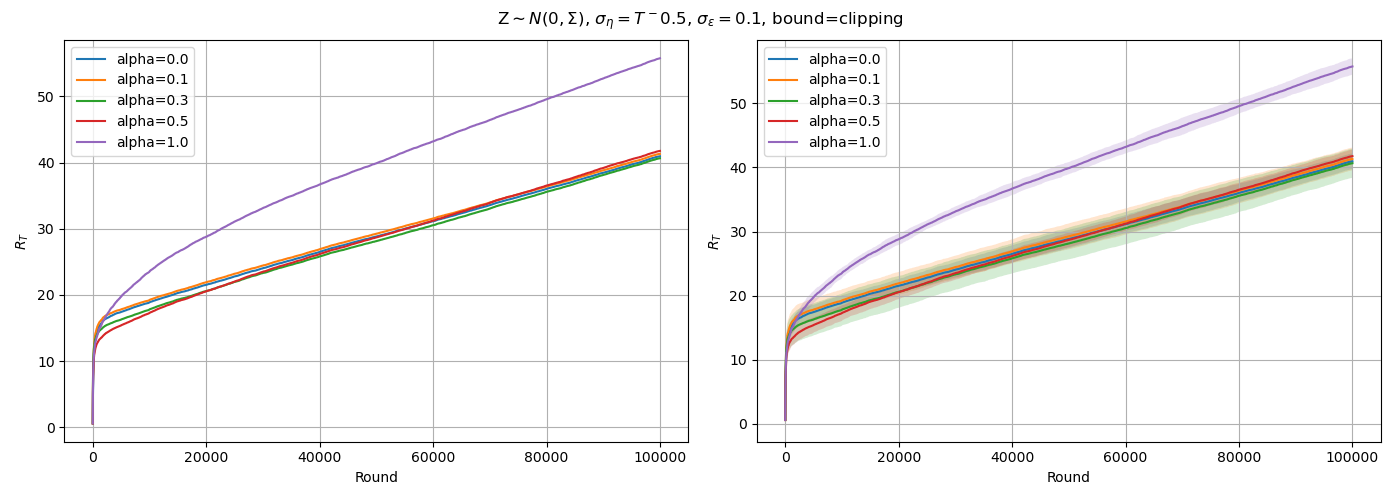 Z ~ N(0, Σ), σ_η = T⁻0.5, σ_ε = 0.1, bound=clipping
alpha=0.0
alpha=0.1
alpha=0.3
alpha=0.5
alpha=1.0
50
40
30
20
10
0
R_T
0 20000 40000 60000 80000 100000
Round
alpha=0.0
alpha=0.1
alpha=0.3
alpha=0.5
alpha=1.0
50
40
30
20
10
0
R_T
0 20000 40000 60000 80000 100000
Round